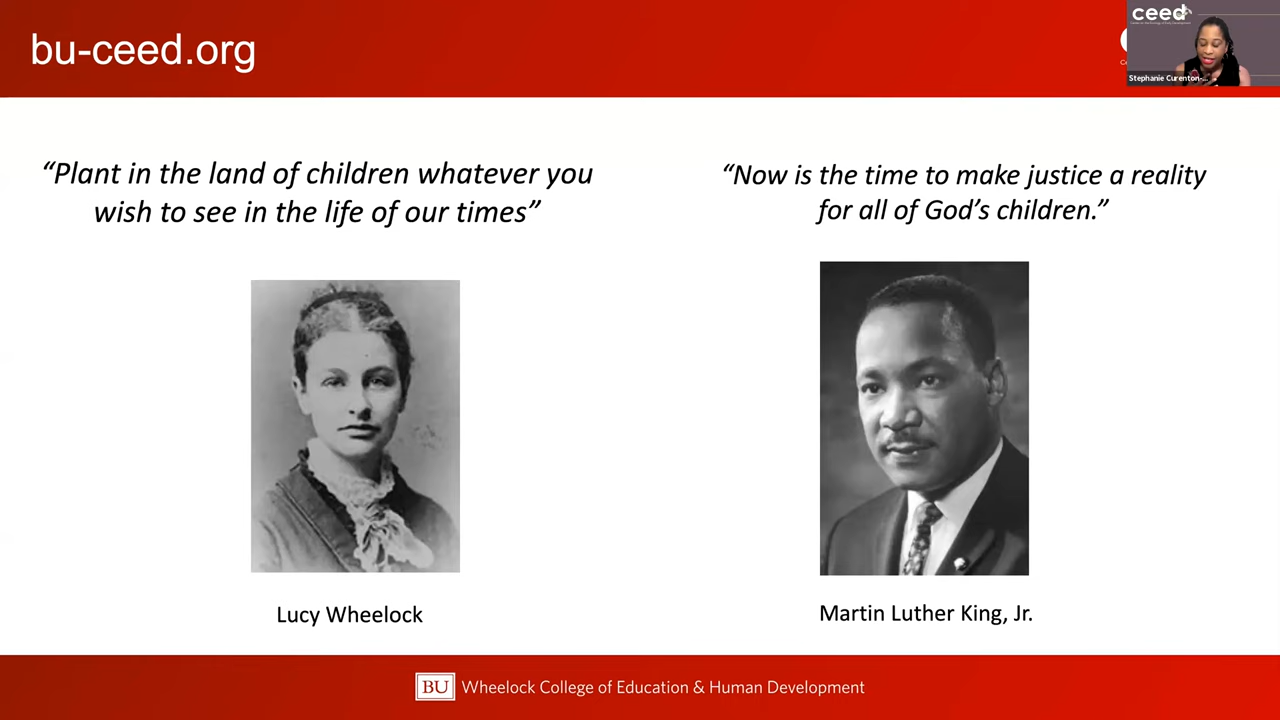 bu-ceed.org
ceed
Stephanie Curenton-...
“Plant in the land of children whatever you
wish to see in the life of our times”
“Now is the time to make justice a reality
for all of God’s children.”
Lucy Wheelock
Martin Luther King, Jr.
BU Wheelock College of Education & Human Development